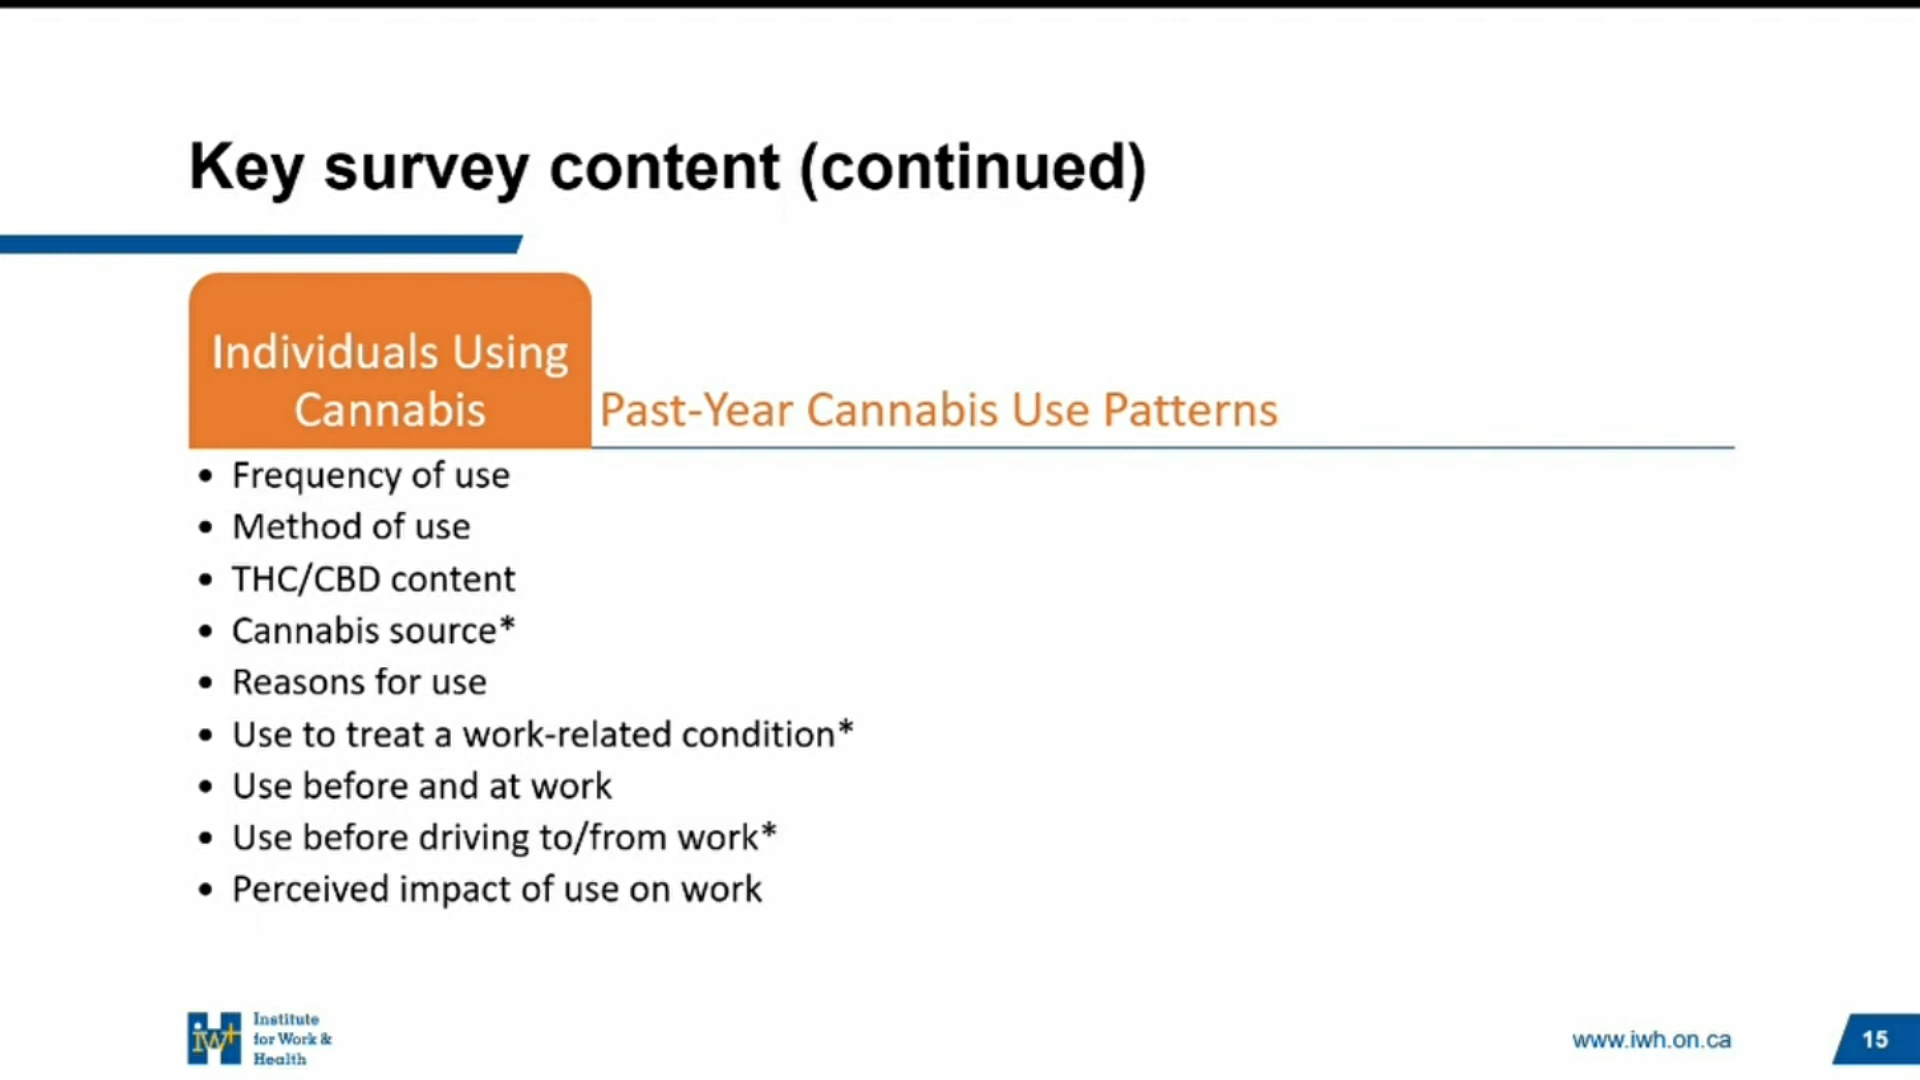 Key survey content (continued)
Individuals Using
Cannabis
Past-Year Cannabis Use Patterns
• Frequency of use
• Method of use
• THC/CBD content
• Cannabis source*
• Reasons for use
• Use to treat a work-related condition*
• Use before and at work
• Use before driving to/from work*
• Perceived impact of use on work
iwh
Institute
for Work &
Health
www.iwh.on.ca
15